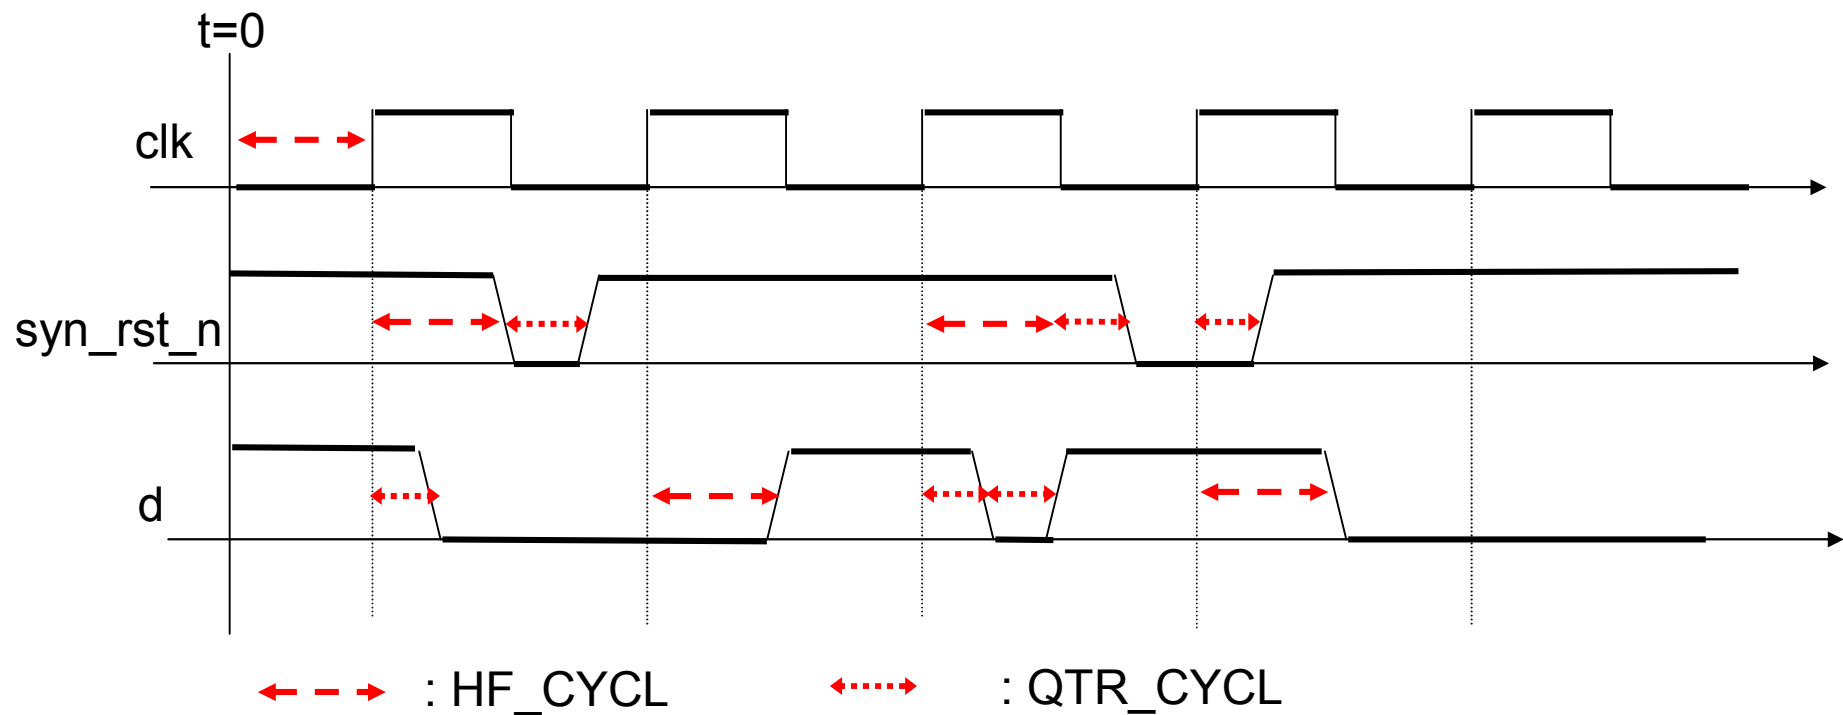 t=0
clk
syn_rst_n
d
: HF_CYCL
: QTR_CYCL